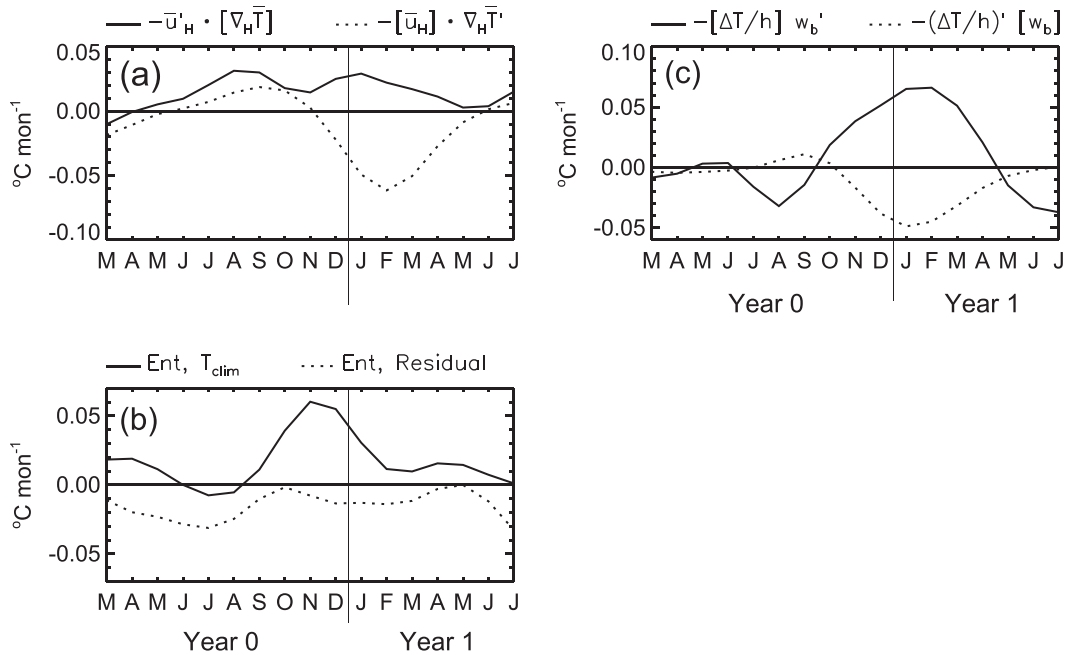 −u̅'_H · [∇_H T̅] −[u̅_H] · ∇_H T̅'
(a)
0.05
0.00
-0.05
-0.10
°C mon⁻¹
M A M J J A S O N D J F M A M J J
−[ΔT/h] w_b' −(ΔT/h)' [w_b]
(c)
0.10
0.05
0.00
-0.05
°C mon⁻¹
M A M J J A S O N D J F M A M J J
Year 0 Year 1
Ent, T_clim Ent, Residual
(b)
0.05
0.00
-0.05
°C mon⁻¹
M A M J J A S O N D J F M A M J J
Year 0 Year 1